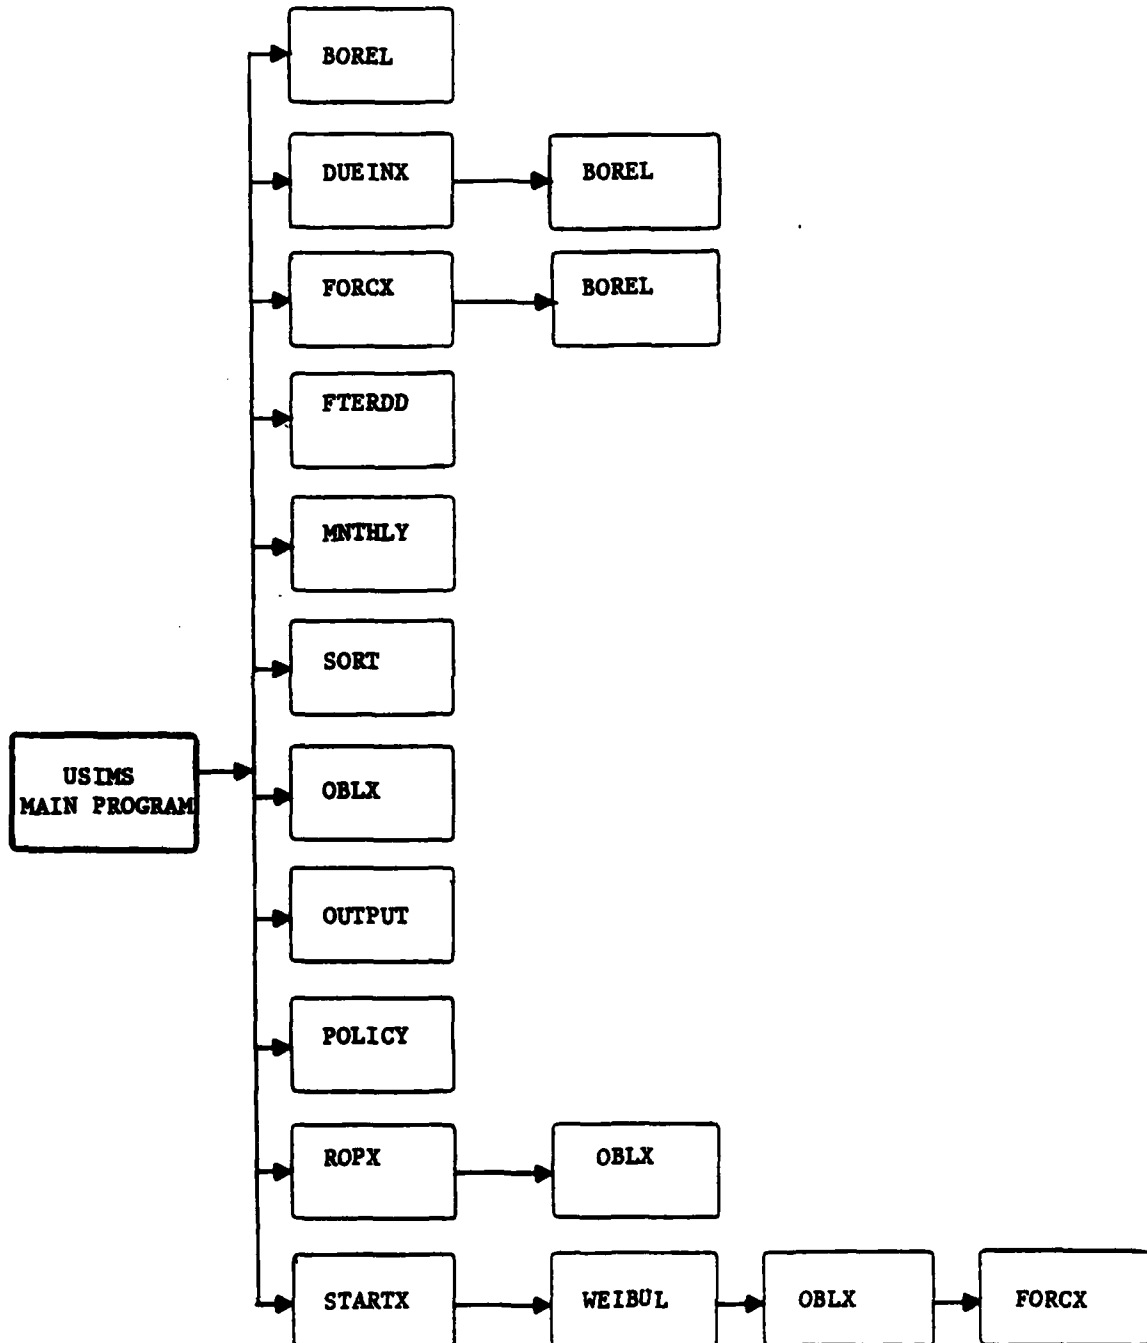 BOREL
DUEINX
BOREL
FORCX
BOREL
FTERDD
MNTHLY
SORT
USIMS
MAIN PROGRAM
OBLX
OUTPUT
POLICY
ROPX
OBLX
STARTX
WEIBUL
OBLX
FORCX